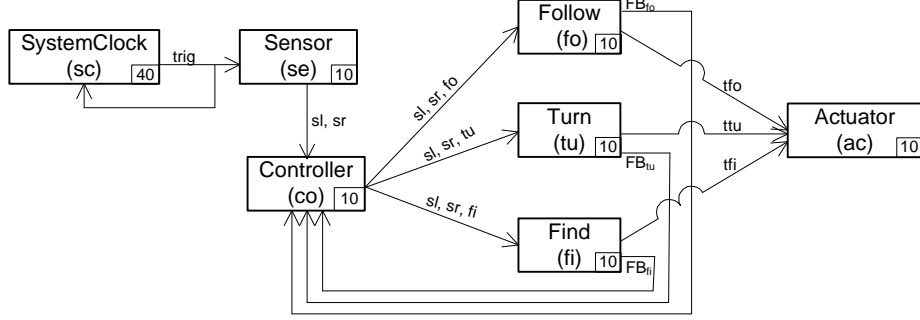 Follow
(fo)
10
FBfo
SystemClock
(sc)
40
trig
Sensor
(se)
10
sl, sr
sl, sr, fo
tfo
Turn
(tu)
10
FBtu
sl, sr, tu
ttu
Actuator
(ac)
10
Controller
(co)
10
sl, sr, fi
tfi
Find
(fi)
10
FBfi